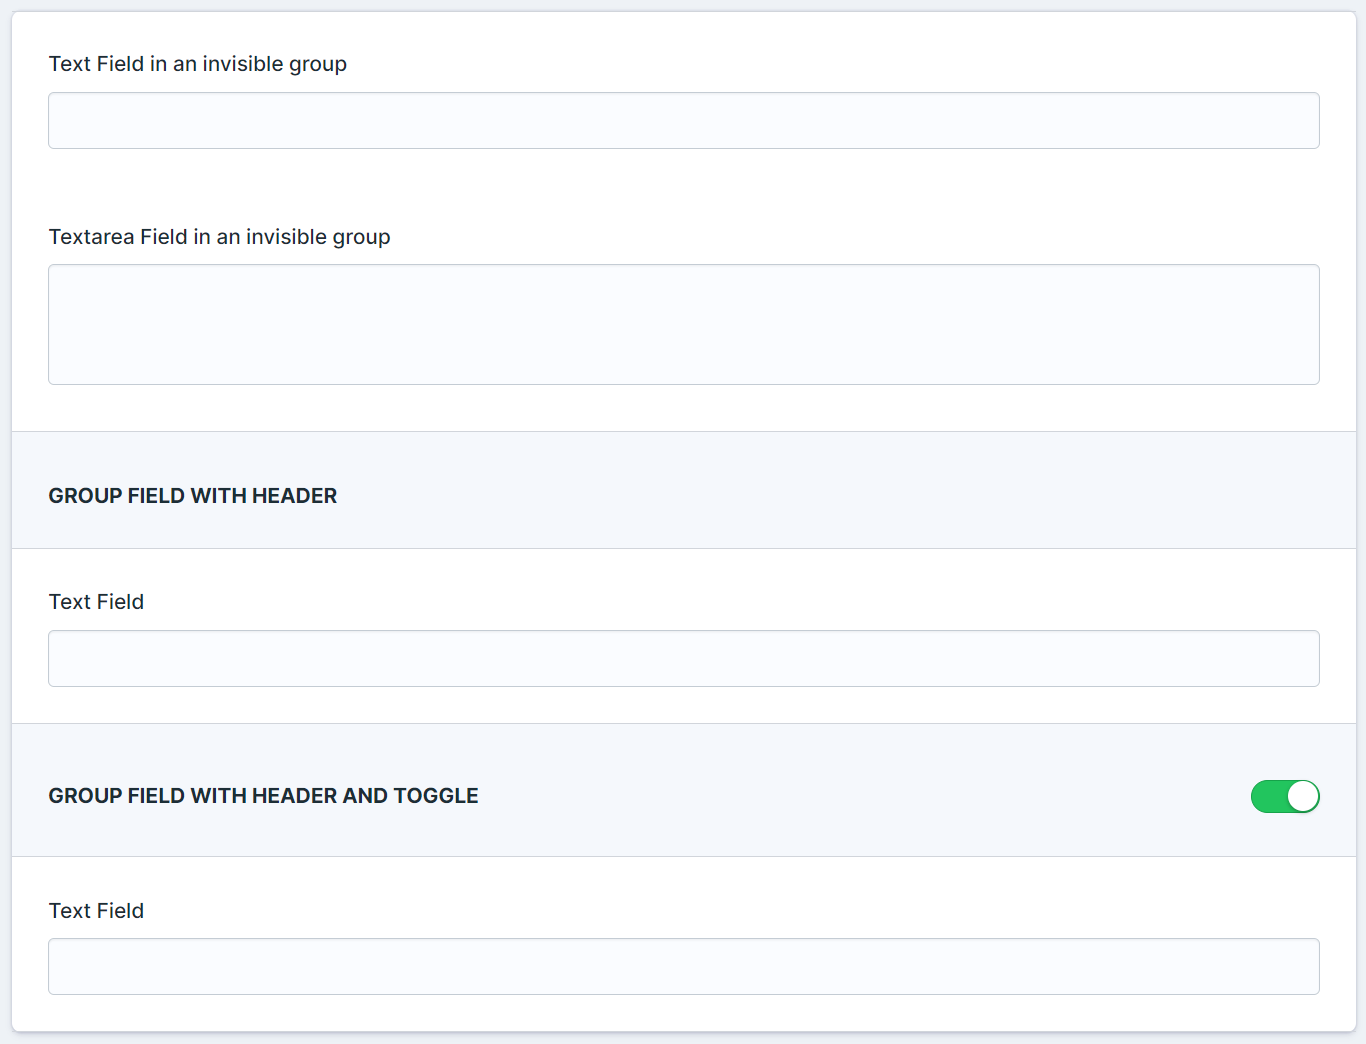 Text Field in an invisible group
Textarea Field in an invisible group
GROUP FIELD WITH HEADER
Text Field
GROUP FIELD WITH HEADER AND TOGGLE
Text Field